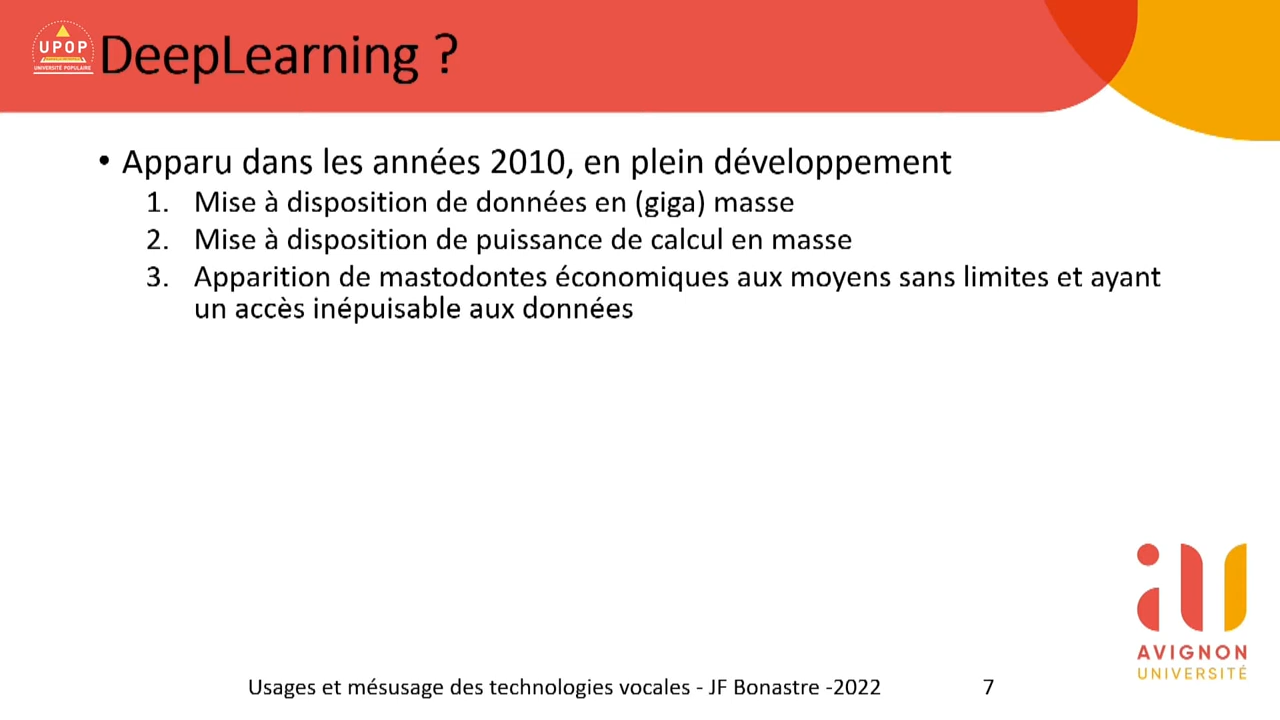 UPOP
UNIVERSITÉ POPULAIRE
DeepLearning ?
• Apparu dans les années 2010, en plein développement
1. Mise à disposition de données en (giga) masse
2. Mise à disposition de puissance de calcul en masse
3. Apparition de mastodontes économiques aux moyens sans limites et ayant
un accès inépuisable aux données
AVIGNON
UNIVERSITÉ
Usages et mésusage des technologies vocales - JF Bonastre -2022
7